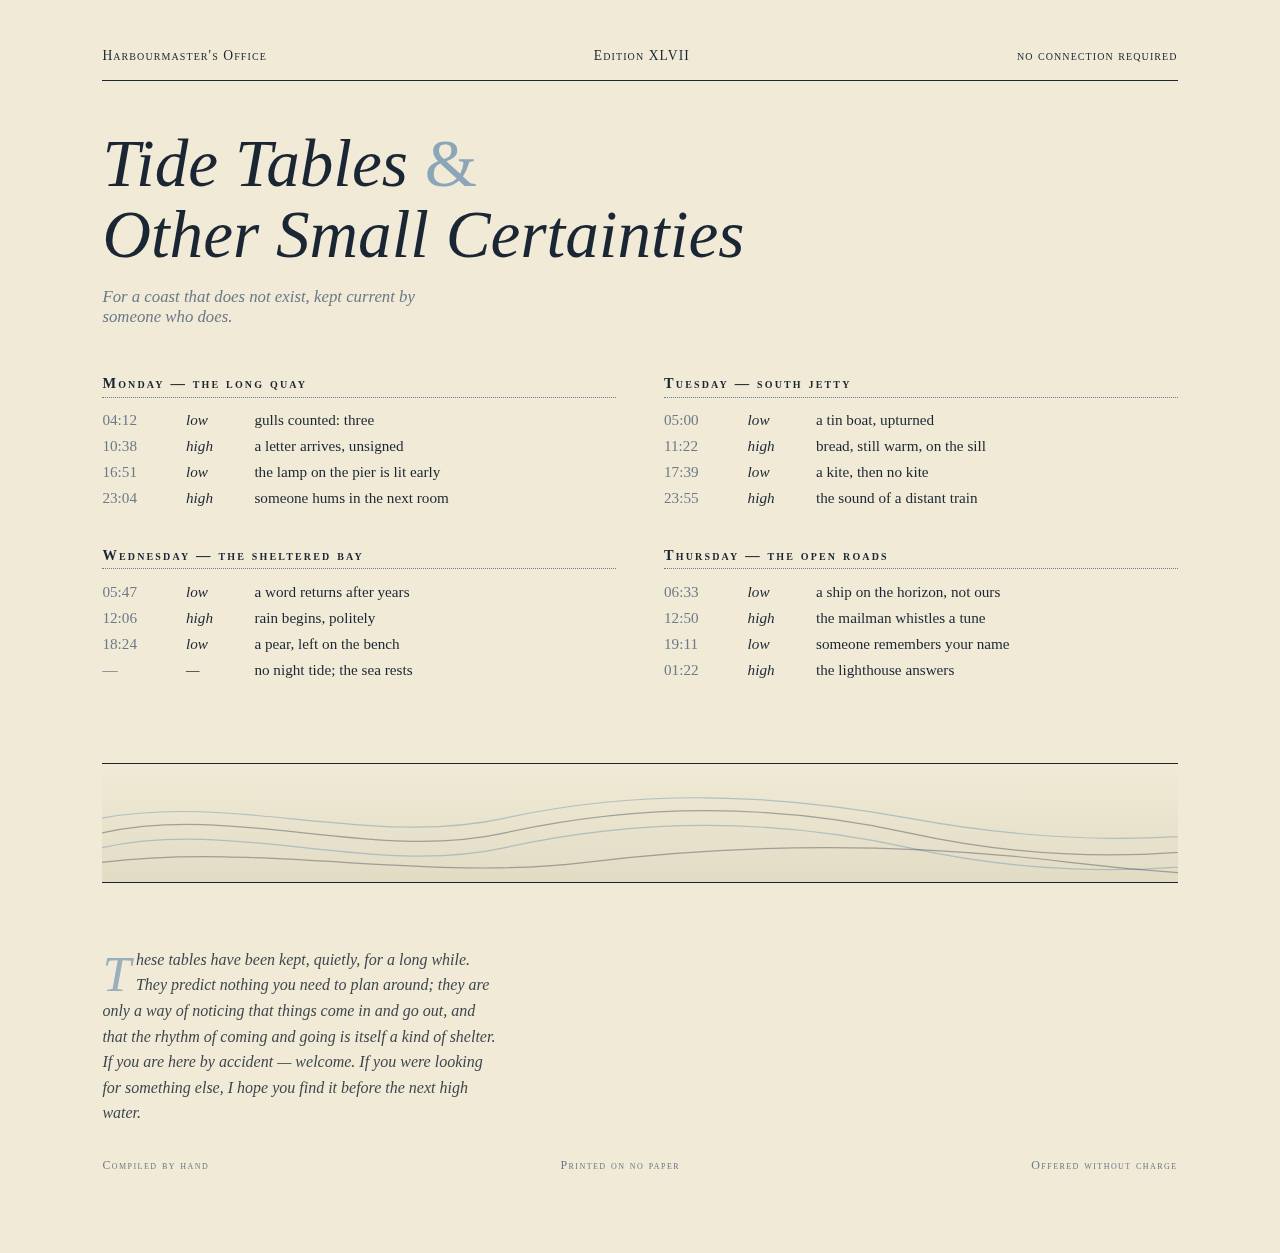 Harbourmaster's Office
Edition XLVII
no connection required
Tide Tables &
Other Small Certainties
For a coast that does not exist, kept current by
someone who does.
Monday — the long quay
04:12 low gulls counted: three
10:38 high a letter arrives, unsigned
16:51 low the lamp on the pier is lit early
23:04 high someone hums in the next room
Tuesday — south jetty
05:00 low a tin boat, upturned
11:22 high bread, still warm, on the sill
17:39 low a kite, then no kite
23:55 high the sound of a distant train
Wednesday — the sheltered bay
05:47 low a word returns after years
12:06 high rain begins, politely
18:24 low a pear, left on the bench
— — no night tide; the sea rests
Thursday — the open roads
06:33 low a ship on the horizon, not ours
12:50 high the mailman whistles a tune
19:11 low someone remembers your name
01:22 high the lighthouse answers
These tables have been kept, quietly, for a long while.
They predict nothing you need to plan around; they are
only a way of noticing that things come in and go out, and
that the rhythm of coming and going is itself a kind of shelter.
If you are here by accident — welcome. If you were looking
for something else, I hope you find it before the next high
water.
Compiled by hand
Printed on no paper
Offered without charge